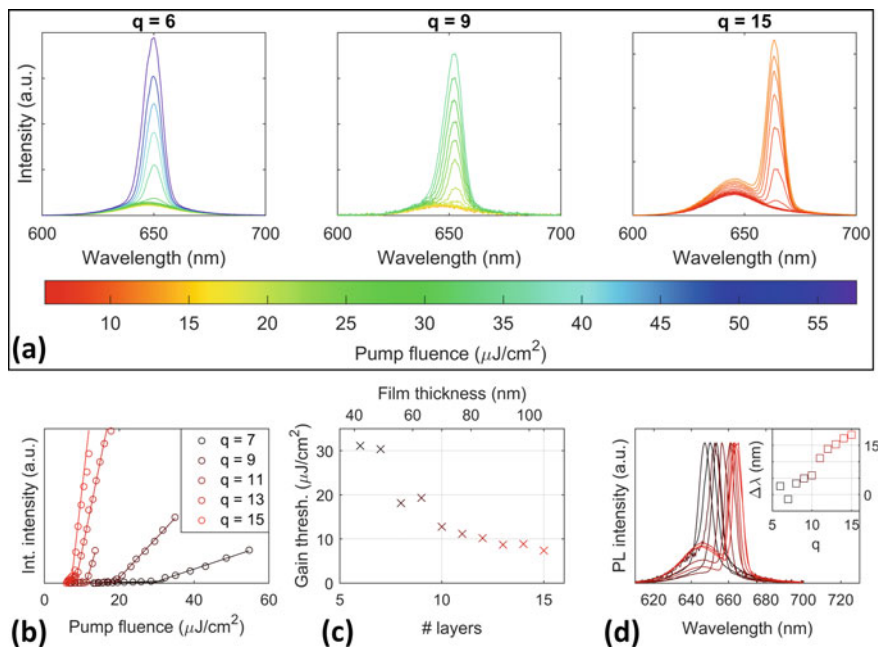 q = 6
q = 9
q = 15
Intensity (a.u.)
600 650 700
600 650 700
600 650 700
Wavelength (nm)
Wavelength (nm)
Wavelength (nm)
10 15 20 25 30 35 40 45 50 55
(a)
Pump fluence (μJ/cm²)
Int. intensity (a.u.)
q = 7
q = 9
q = 11
q = 13
q = 15
0 20 40 60
(b)
Pump fluence (μJ/cm²)
Film thickness (nm)
40 60 80 100
Gain thresh. (μJ/cm²)
30
20
10
0
5 10 15
(c)
# layers
PL intensity (a.u.)
Δλ (nm)
15
0
5 10 15
q
620 640 660 680 700 720
(d)
Wavelength (nm)